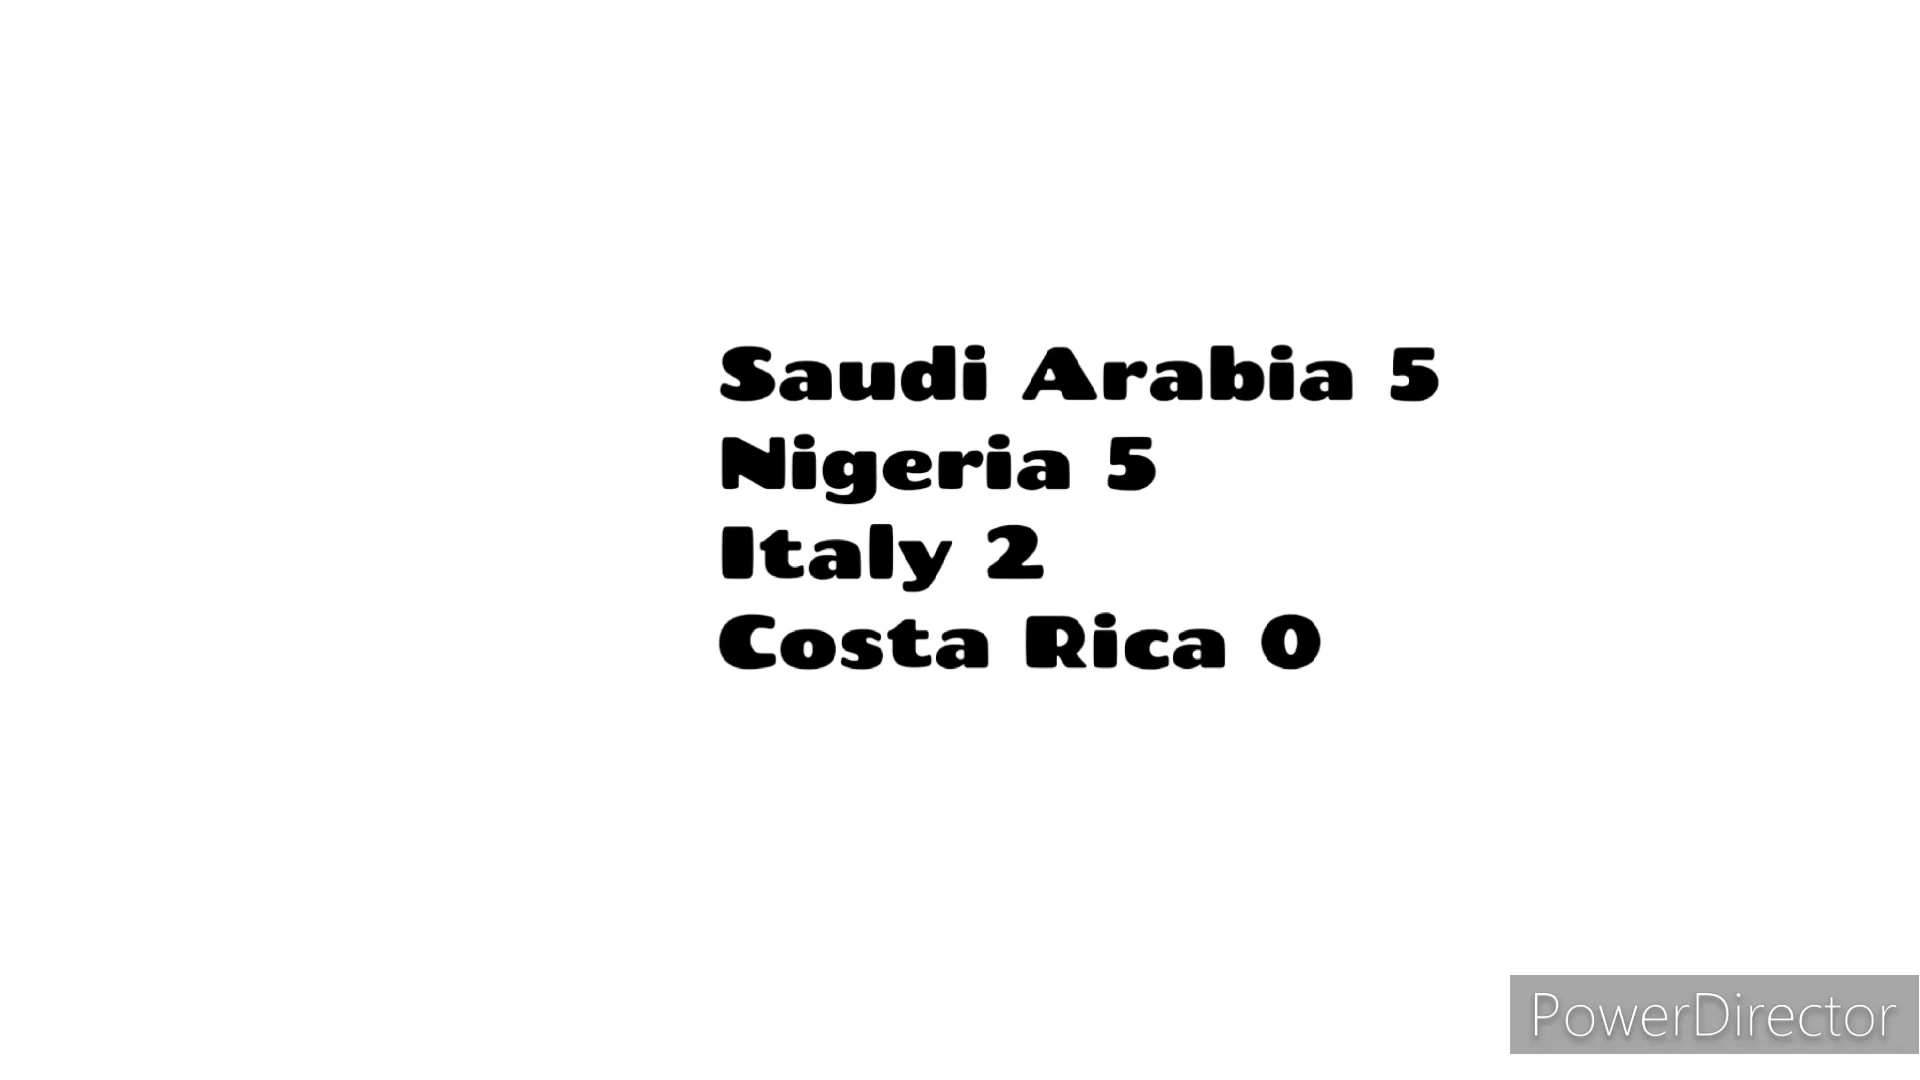 Saudi Arabia 5
Nigeria 5
Italy 2
Costa Rica 0
PowerDirector